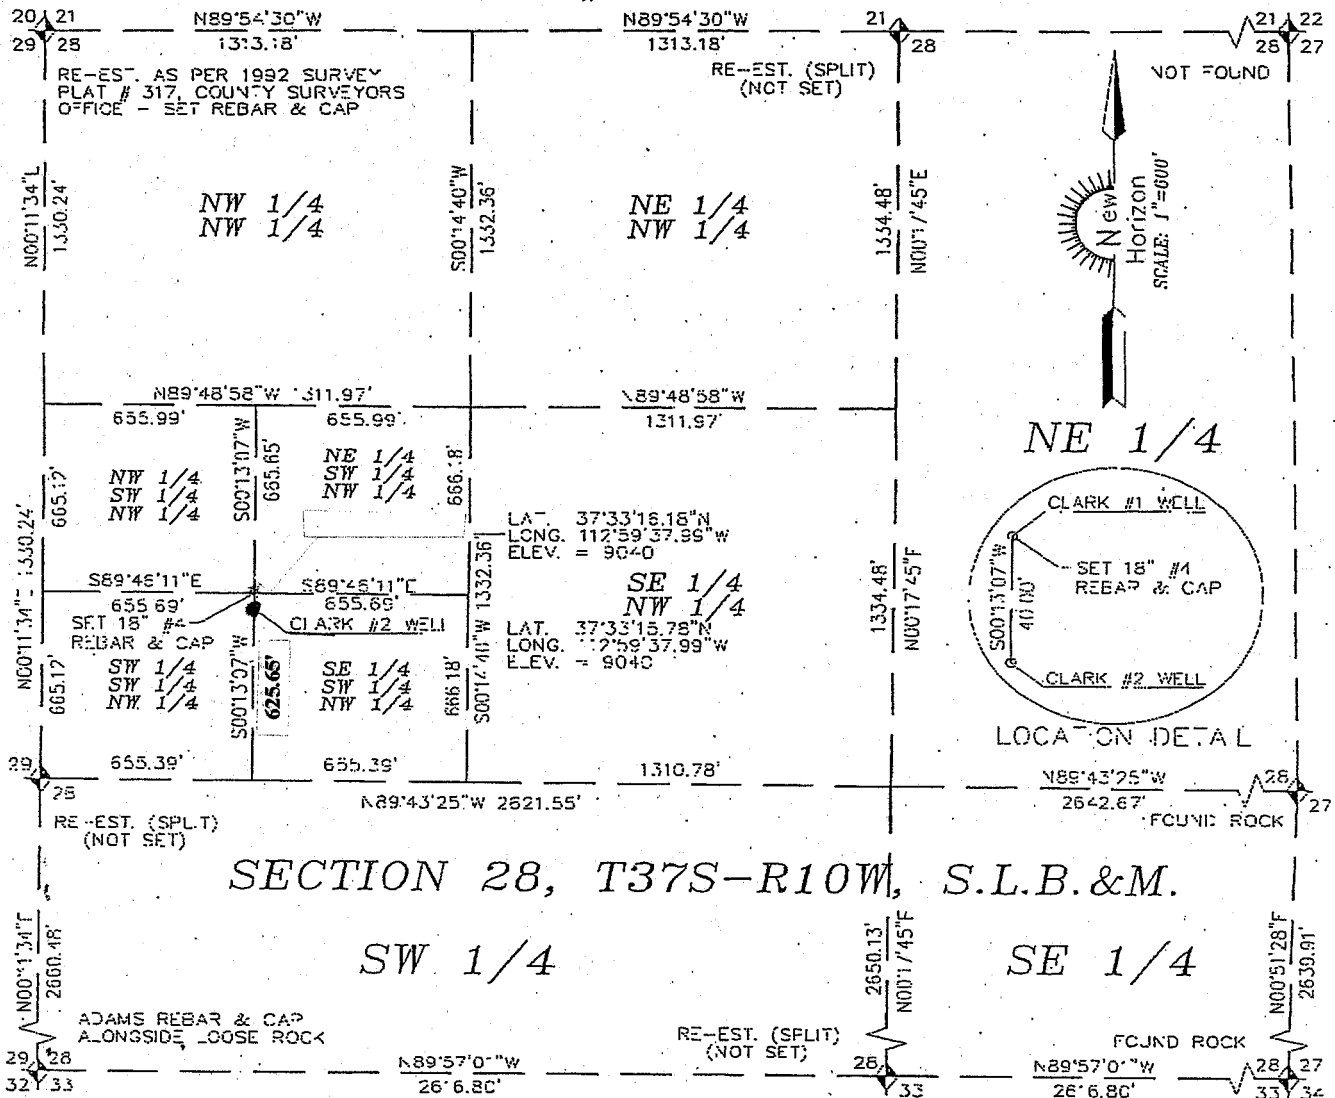 20 21
29 28
N89°54'30"W
1313.18'
N89°54'30"W
1313.18'
21
28
21 22
28 27
RE-EST. AS PER 1992 SURVEY
PLAT # 317, COUNTY SURVEYORS
OFFICE - SET REBAR & CAP
RE-EST. (SPLIT)
(NOT SET)
NOT FOUND
1330.24'
NW 1/4
NW 1/4
S00°14'40"W
1332.36'
NE 1/4
NW 1/4
1334.48'
N00°17'45"E
New
Horizon
SCALE: 1"=600'
N89°48'58"W 1311.97'
655.99'
655.99'
N89°48'58"W
1311.97'
NE 1/4
665.12'
NW 1/4
SW 1/4
NW 1/4
S00°13'07"W
665.65'
NE 1/4
SW 1/4
NW 1/4
666.18'
LAT. 37°33'16.18"N
LONG. 112°59'37.99"W
ELEV. = 9040
CLARK #1 WELL
SET 18" #4
REBAR & CAP
S00°13'07"W
40.00'
CLARK #2 WELL
LOCATION DETAIL
N00°11'34" 1330.24'
S89°46'11"E
655.69'
S89°46'11"E
655.69'
S00°14'40"W 1332.36'
SE 1/4
NW 1/4
1334.48'
N00°17'45"E
SET 18" #4
REBAR & CAP
CLARK #2 WELL
LAT. 37°33'15.78"N
LONG. 112°59'37.99"W
ELEV. = 9040
665.12'
SW 1/4
SW 1/4
NW 1/4
S00°13'07"W
625.65'
SE 1/4
SW 1/4
NW 1/4
666.18'
29
28
655.39'
655.39'
1310.78'
N89°43'25"W 2621.55'
N89°43'25"W
2642.67'
28
27
RE-EST. (SPLIT)
(NOT SET)
FOUND ROCK
SECTION 28, T37S-R10W, S.L.B.&M.
N00°11'34"E
2660.48'
SW 1/4
2650.13'
N00°17'45"E
SE 1/4
N00°51'28"E
2639.91'
ADAMS REBAR & CAP
ALONGSIDE LOOSE ROCK
RE-EST. (SPLIT)
(NOT SET)
FOUND ROCK
29 28
32 33
N89°57'01"W
2616.80'
28
33
N89°57'01"W
2616.80'
28 27
33 34